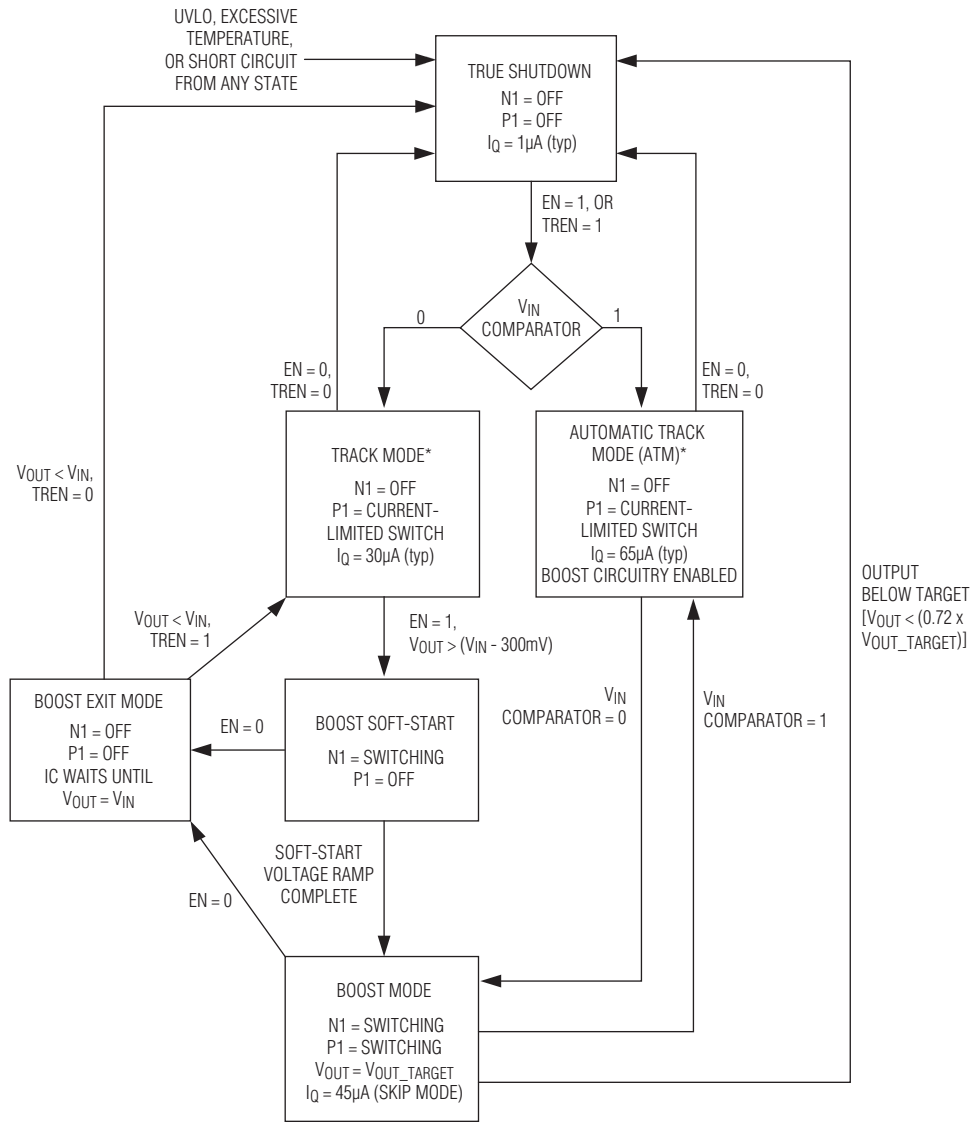 UVLO, EXCESSIVE
TEMPERATURE,
OR SHORT CIRCUIT
FROM ANY STATE
TRUE SHUTDOWN
N1 = OFF
P1 = OFF
IQ = 1µA (typ)
EN = 1, OR
TREN = 1
VIN
COMPARATOR
0
1
EN = 0,
TREN = 0
EN = 0,
TREN = 0
TRACK MODE*
N1 = OFF
P1 = CURRENT-
LIMITED SWITCH
IQ = 30µA (typ)
AUTOMATIC TRACK
MODE (ATM)*
N1 = OFF
P1 = CURRENT-
LIMITED SWITCH
IQ = 65µA (typ)
BOOST CIRCUITRY ENABLED
VOUT < VIN,
TREN = 0
OUTPUT
BELOW TARGET
[VOUT < (0.72 x
VOUT_TARGET)]
VOUT < VIN,
TREN = 1
EN = 1,
VOUT > (VIN - 300mV)
BOOST EXIT MODE
N1 = OFF
P1 = OFF
IC WAITS UNTIL
VOUT = VIN
EN = 0
BOOST SOFT-START
N1 = SWITCHING
P1 = OFF
VIN
COMPARATOR = 0
VIN
COMPARATOR = 1
SOFT-START
VOLTAGE RAMP
COMPLETE
EN = 0
BOOST MODE
N1 = SWITCHING
P1 = SWITCHING
VOUT = VOUT_TARGET
IQ = 45µA (SKIP MODE)